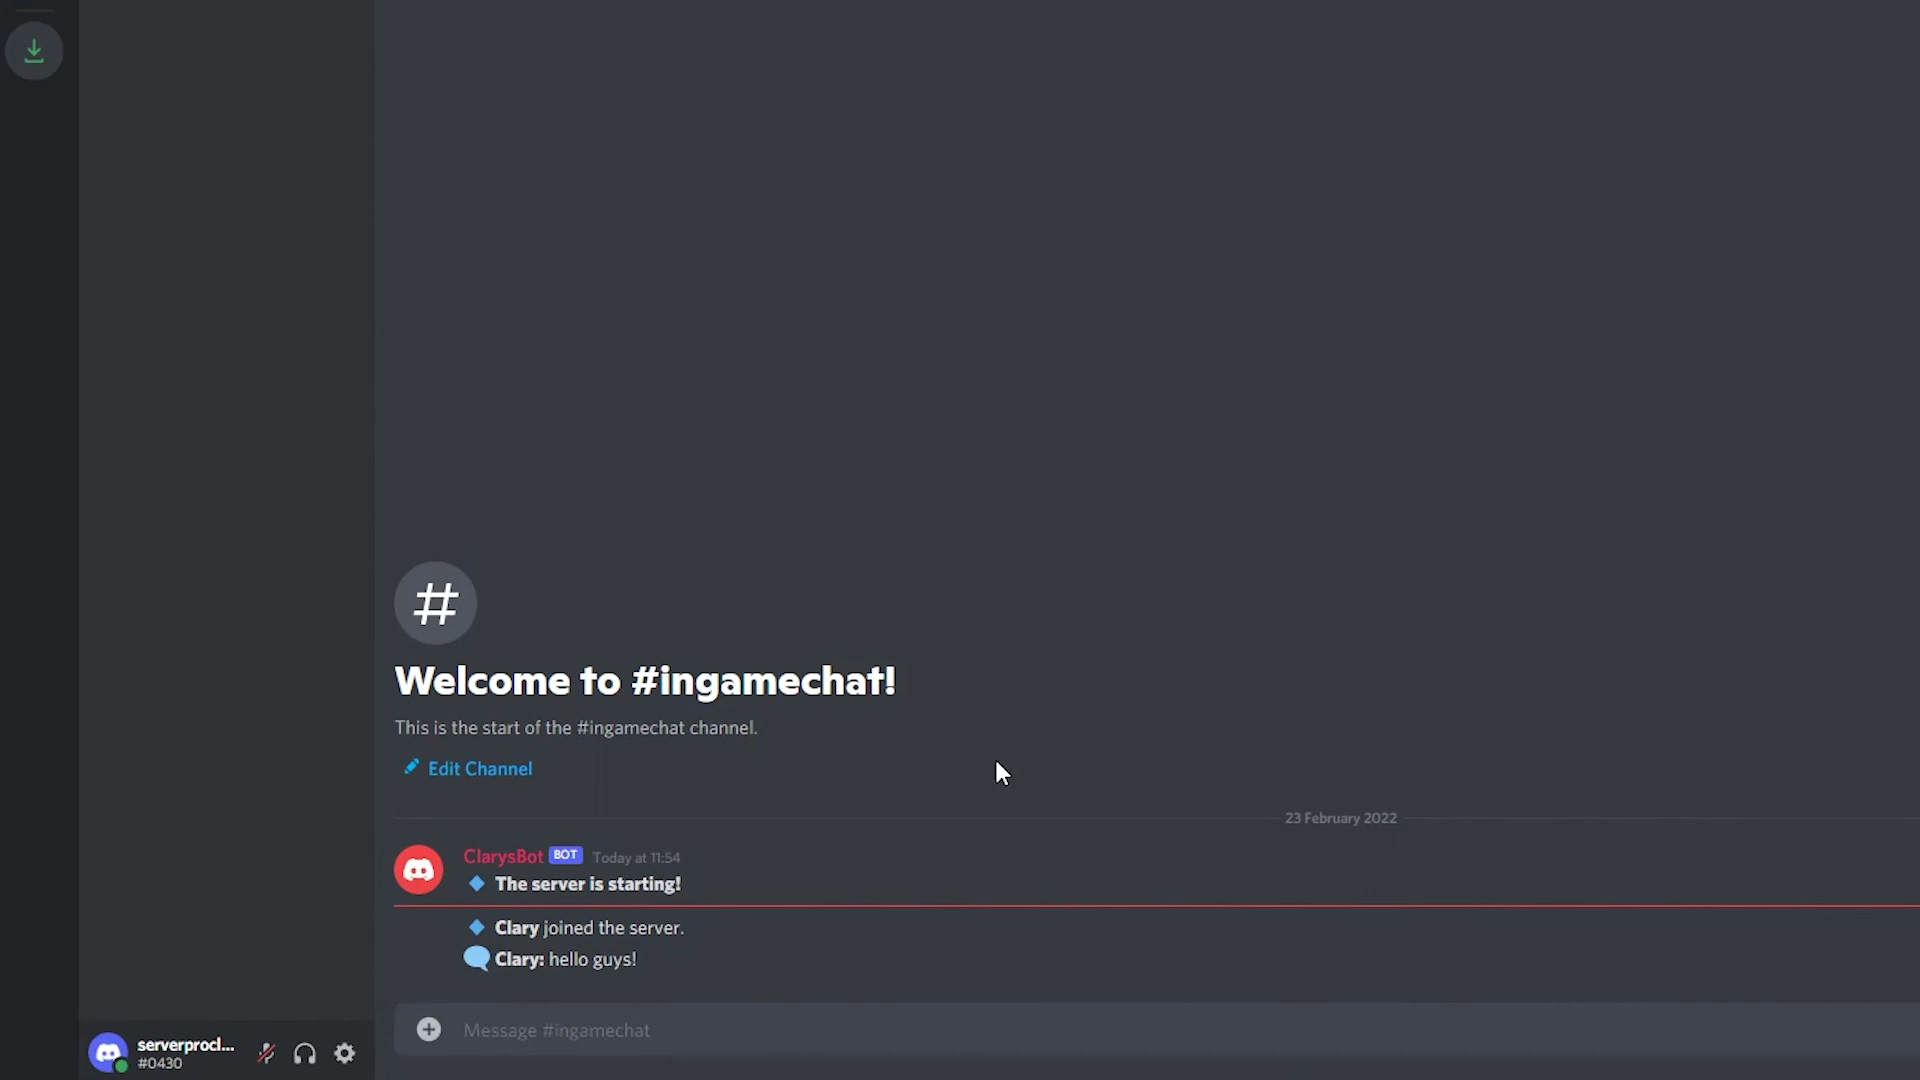 #
Welcome to #ingamechat!
This is the start of the #ingamechat channel.
Edit Channel
23 February 2022
ClarysBot BOT Today at 11:54
The server is starting!
Clary joined the server.
Clary: hello guys!
Message #ingamechat
serverprocl...
#0430